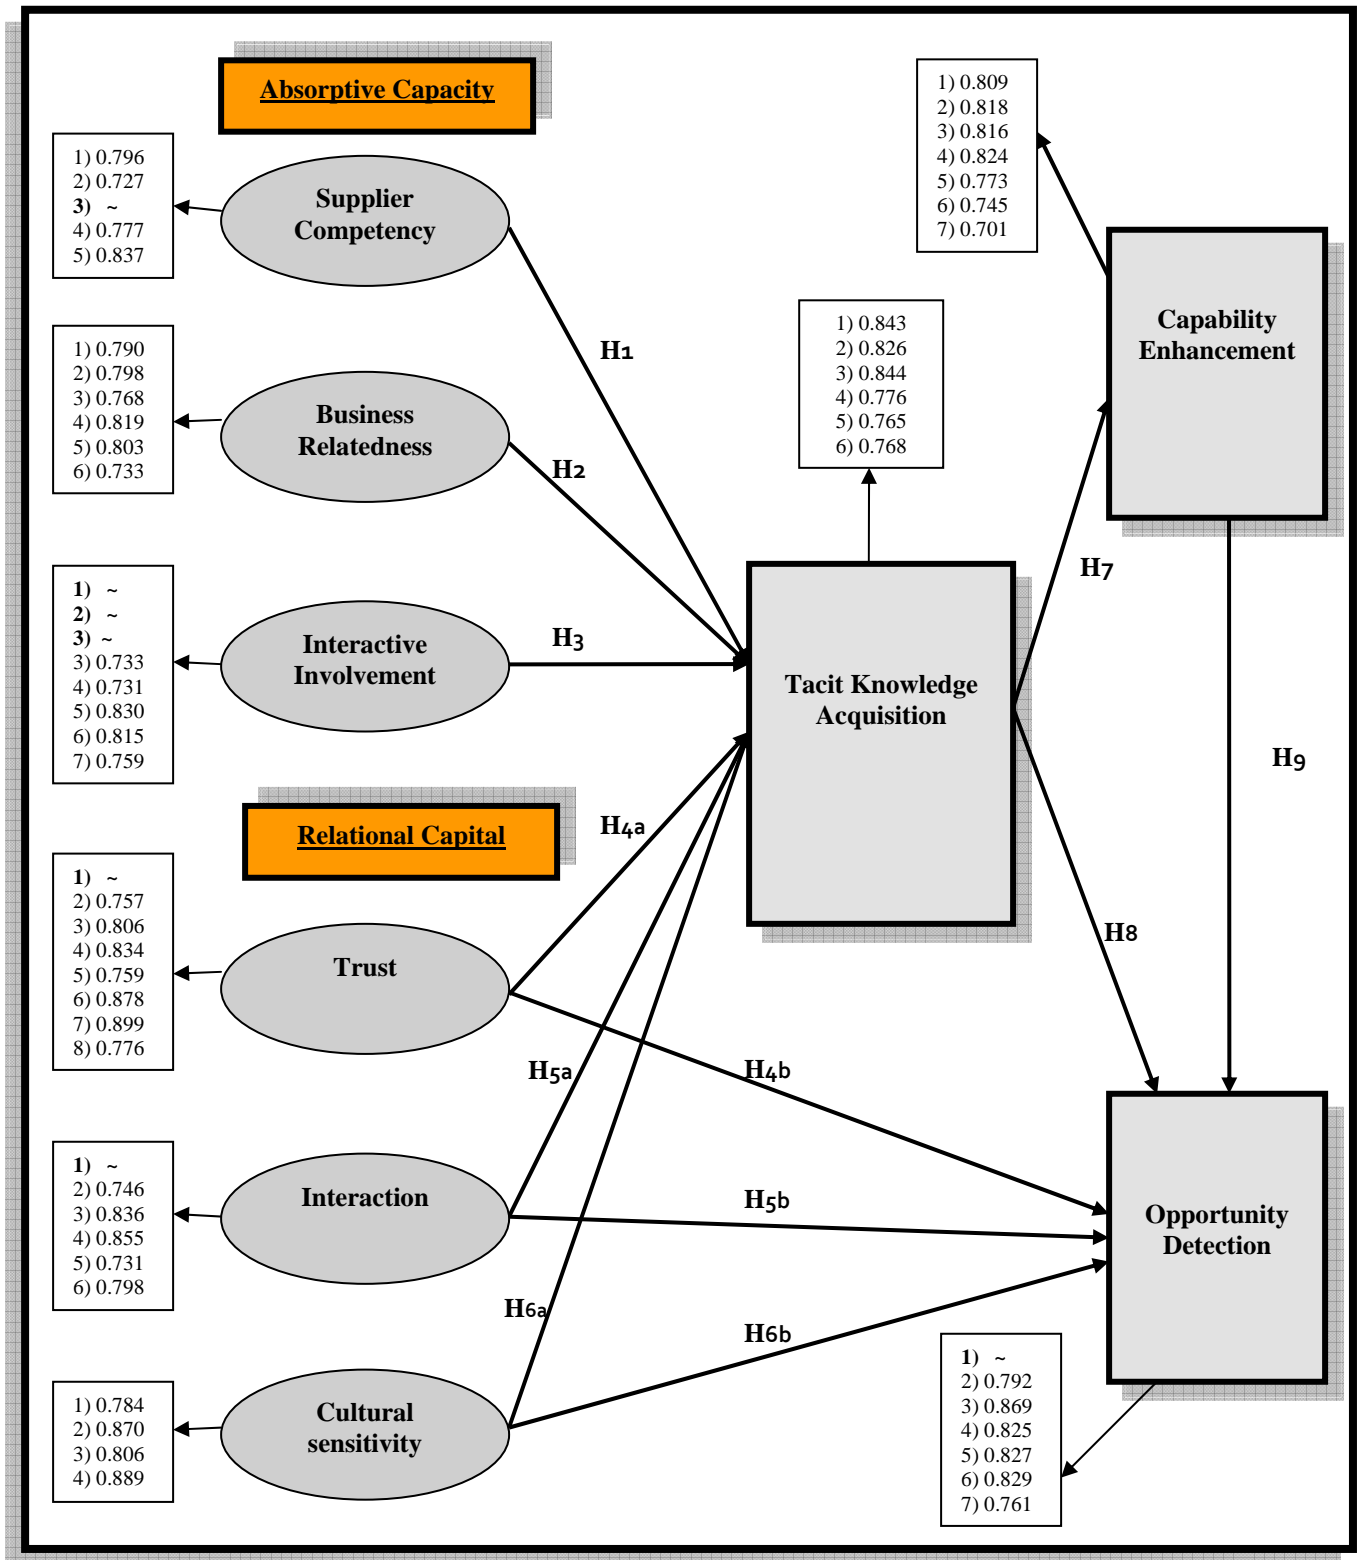 Absorptive Capacity
1) 0.796
2) 0.727
3) ~
4) 0.777
5) 0.837
Supplier
Competency
1) 0.809
2) 0.818
3) 0.816
4) 0.824
5) 0.773
6) 0.745
7) 0.701
Capability
Enhancement
1) 0.843
2) 0.826
3) 0.844
4) 0.776
5) 0.765
6) 0.768
H1
1) 0.790
2) 0.798
3) 0.768
4) 0.819
5) 0.803
6) 0.733
Business
Relatedness
H2
H7
1) ~
2) ~
3) ~
3) 0.733
4) 0.731
5) 0.830
6) 0.815
7) 0.759
Interactive
Involvement
H3
Tacit Knowledge
Acquisition
H9
Relational Capital
H4a
H8
1) ~
2) 0.757
3) 0.806
4) 0.834
5) 0.759
6) 0.878
7) 0.899
8) 0.776
Trust
H5a
H4b
1) ~
2) 0.746
3) 0.836
4) 0.855
5) 0.731
6) 0.798
Interaction
H5b
Opportunity
Detection
H6a
H6b
1) 0.784
2) 0.870
3) 0.806
4) 0.889
Cultural
sensitivity
1) ~
2) 0.792
3) 0.869
4) 0.825
5) 0.827
6) 0.829
7) 0.761